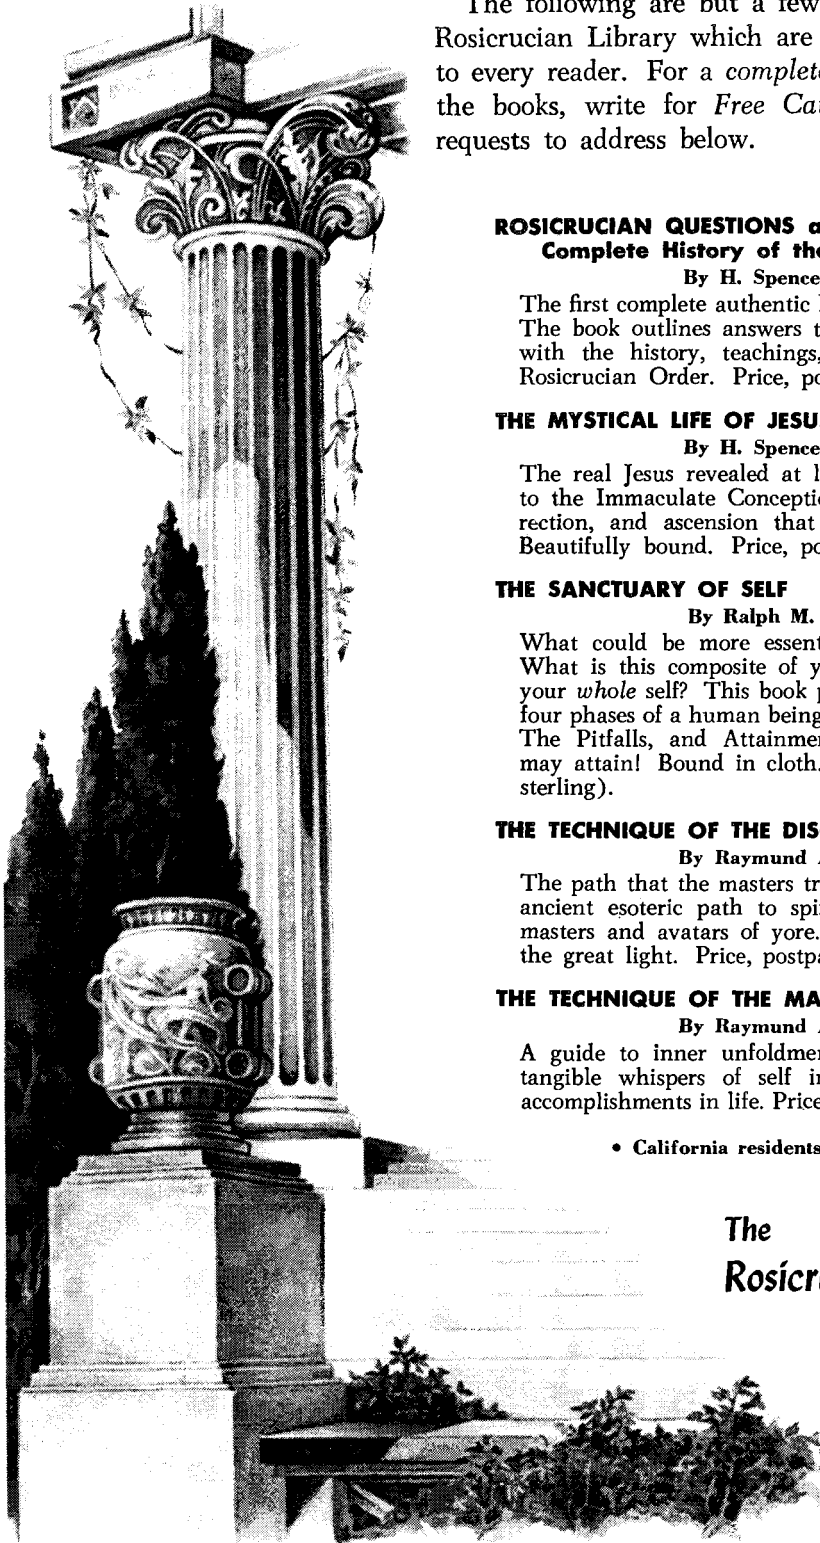 The following are but a few
Rosicrucian Library which are
to every reader. For a complet
the books, write for Free Ca
requests to address below.
ROSICRUCIAN QUESTIONS a
Complete History of the
By H. Spence
The first complete authentic
The book outlines answers t
with the history, teachings,
Rosicrucian Order. Price, po
THE MYSTICAL LIFE OF JESU
By H. Spence
The real Jesus revealed at l
to the Immaculate Concepti
rection, and ascension that
Beautifully bound. Price, po
THE SANCTUARY OF SELF
By Ralph M.
What could be more essent
What is this composite of y
your whole self? This book p
four phases of a human being
The Pitfalls, and Attainme
may attain! Bound in cloth.
sterling).
THE TECHNIQUE OF THE DIS
By Raymund
The path that the masters tr
ancient esoteric path to spi
masters and avatars of yore.
the great light. Price, postpa
THE TECHNIQUE OF THE MA
By Raymund
A guide to inner unfoldme
tangible whispers of self i
accomplishments in life. Price
• California residents
The
Rosicr